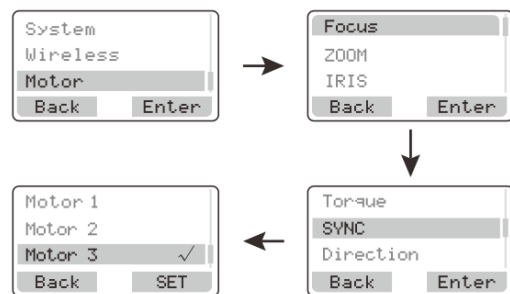 System
Wireless
Motor
Back Enter
Focus
ZOOM
IRIS
Back Enter
Torque
SYNC
Direction
Back Enter
Motor 1
Motor 2
Motor 3 ✓
Back SET